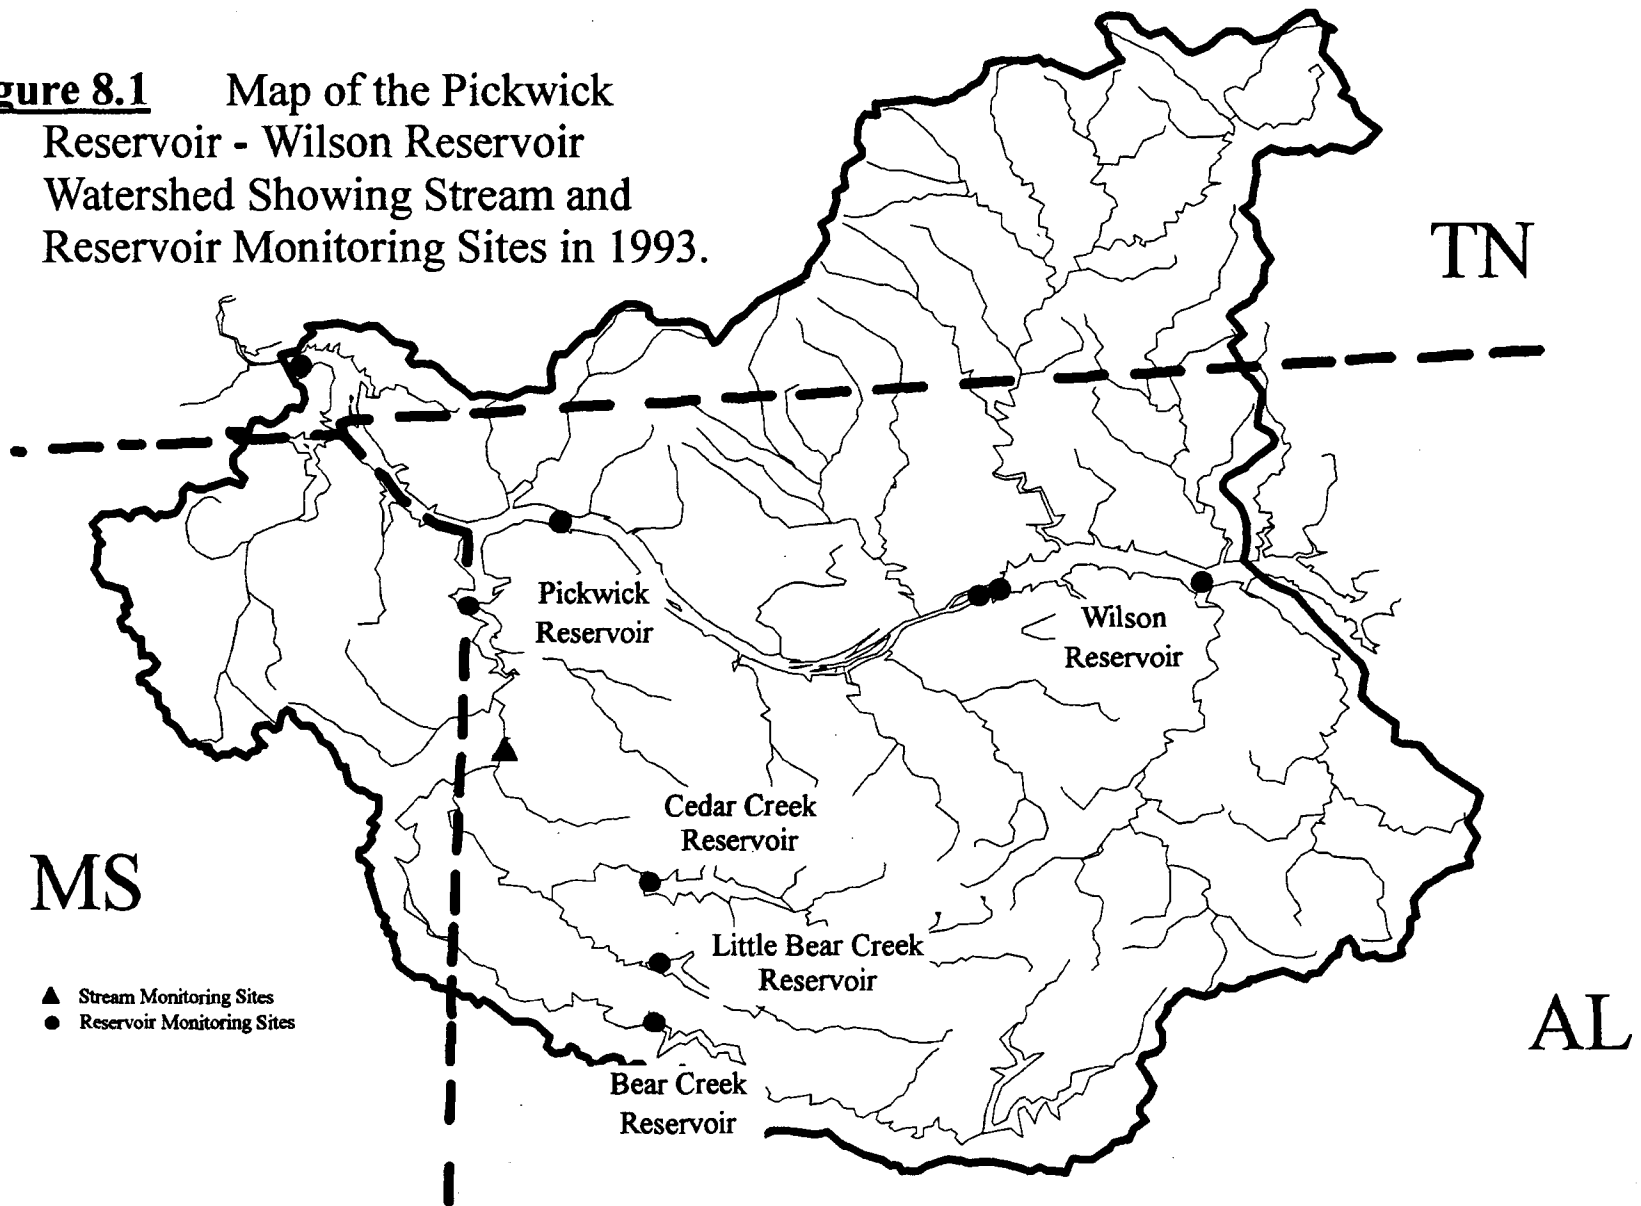 gure 8.1 Map of the Pickwick
Reservoir - Wilson Reservoir
Watershed Showing Stream and
Reservoir Monitoring Sites in 1993.
TN
Pickwick
Reservoir
Wilson
Reservoir
Cedar Creek
Reservoir
MS
Little Bear Creek
Reservoir
▲ Stream Monitoring Sites
● Reservoir Monitoring Sites
AL
Bear Creek
Reservoir